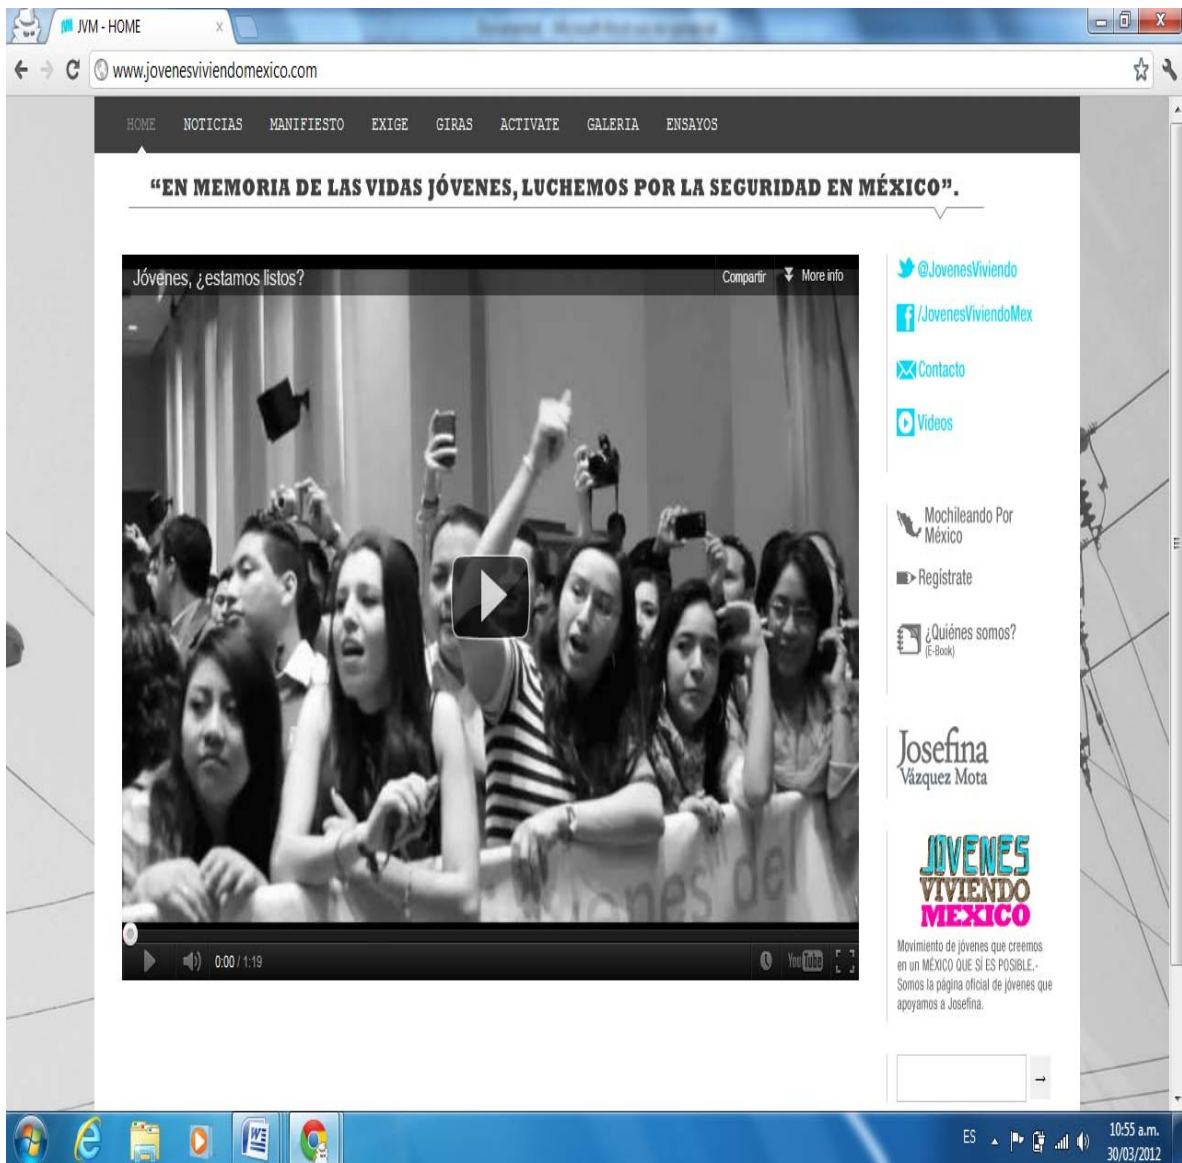 JVM - HOME
www.jovenesviviendomexico.com
HOME NOTICIAS MANIFIESTO EXIGE GIRAS ACTIVATE GALERIA ENSAYOS
“EN MEMORIA DE LAS VIDAS JÓVENES, LUCHEMOS POR LA SEGURIDAD EN MÉXICO”.
Jóvenes, ¿estamos listos? Compartir More info
@JovenesViviendo
/JovenesViviendoMex
Contacto
Videos
Mochileando Por
México
Regístrate
¿Quiénes somos?
(E-Book)
Josefina
Vázquez Mota
JOVENES
VIVIENDO
MEXICO
Movimiento de jóvenes que creemos
en un MÉXICO QUE SÍ ES POSIBLE.-
Somos la página oficial de jóvenes que
apoyamos a Josefina.
del
0:00 / 1:19 YouTube
→
ES 10:55 a.m.
30/03/2012